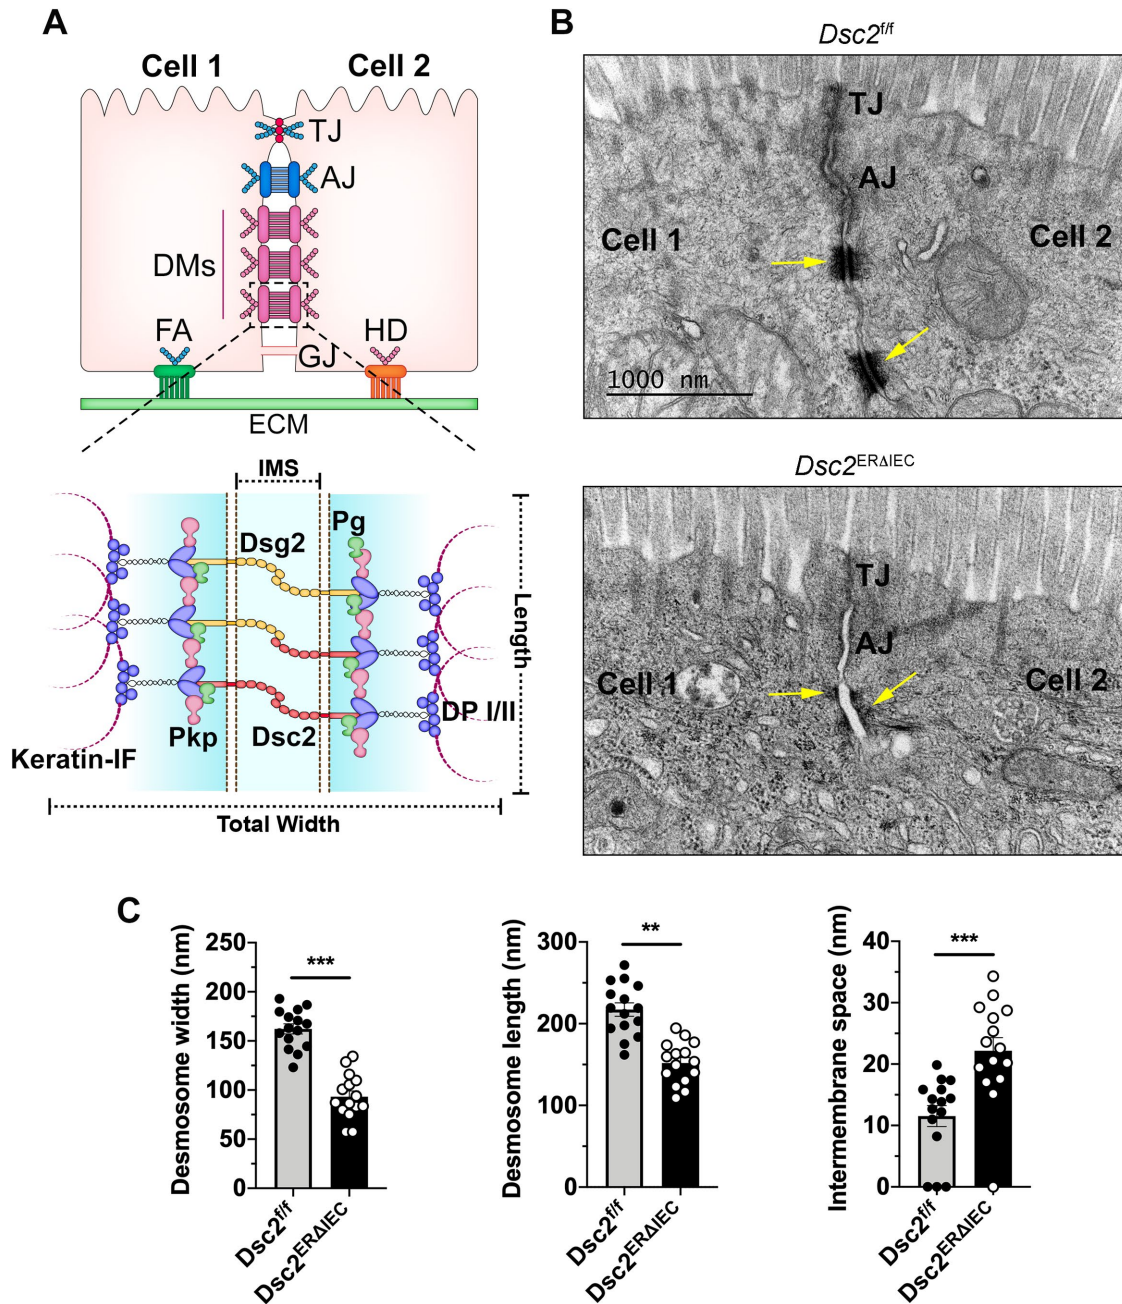 A
Cell 1
Cell 2
TJ
AJ
DMs
FA
HD
GJ
ECM
IMS
Pg
Dsg2
Length
Pkp
Dsc2
DP I/II
Keratin-IF
Total Width
B
Dsc2f/f
TJ
AJ
Cell 1
Cell 2
1000 nm
Dsc2ERΔIEC
TJ
AJ
Cell 1
Cell 2
C
Desmosome width (nm)
250
200
150
100
50
0
***
Dsc2f/f
Dsc2ERΔIEC
Desmosome length (nm)
300
200
100
0
**
Dsc2f/f
Dsc2ERΔIEC
Intermembrane space (nm)
40
30
20
10
0
***
Dsc2f/f
Dsc2ERΔIEC